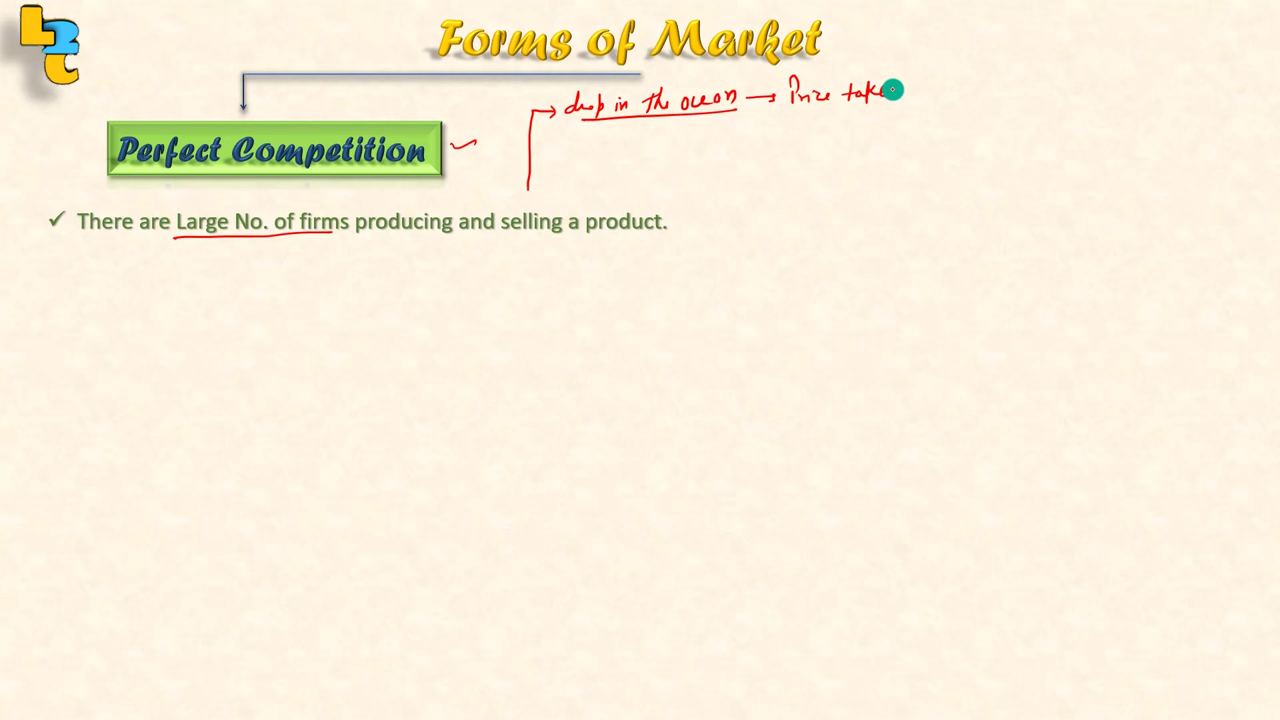 L2C
Forms of Market
drop in the ocean → Price take
Perfect Competition
✓ There are Large No. of firms producing and selling a product.